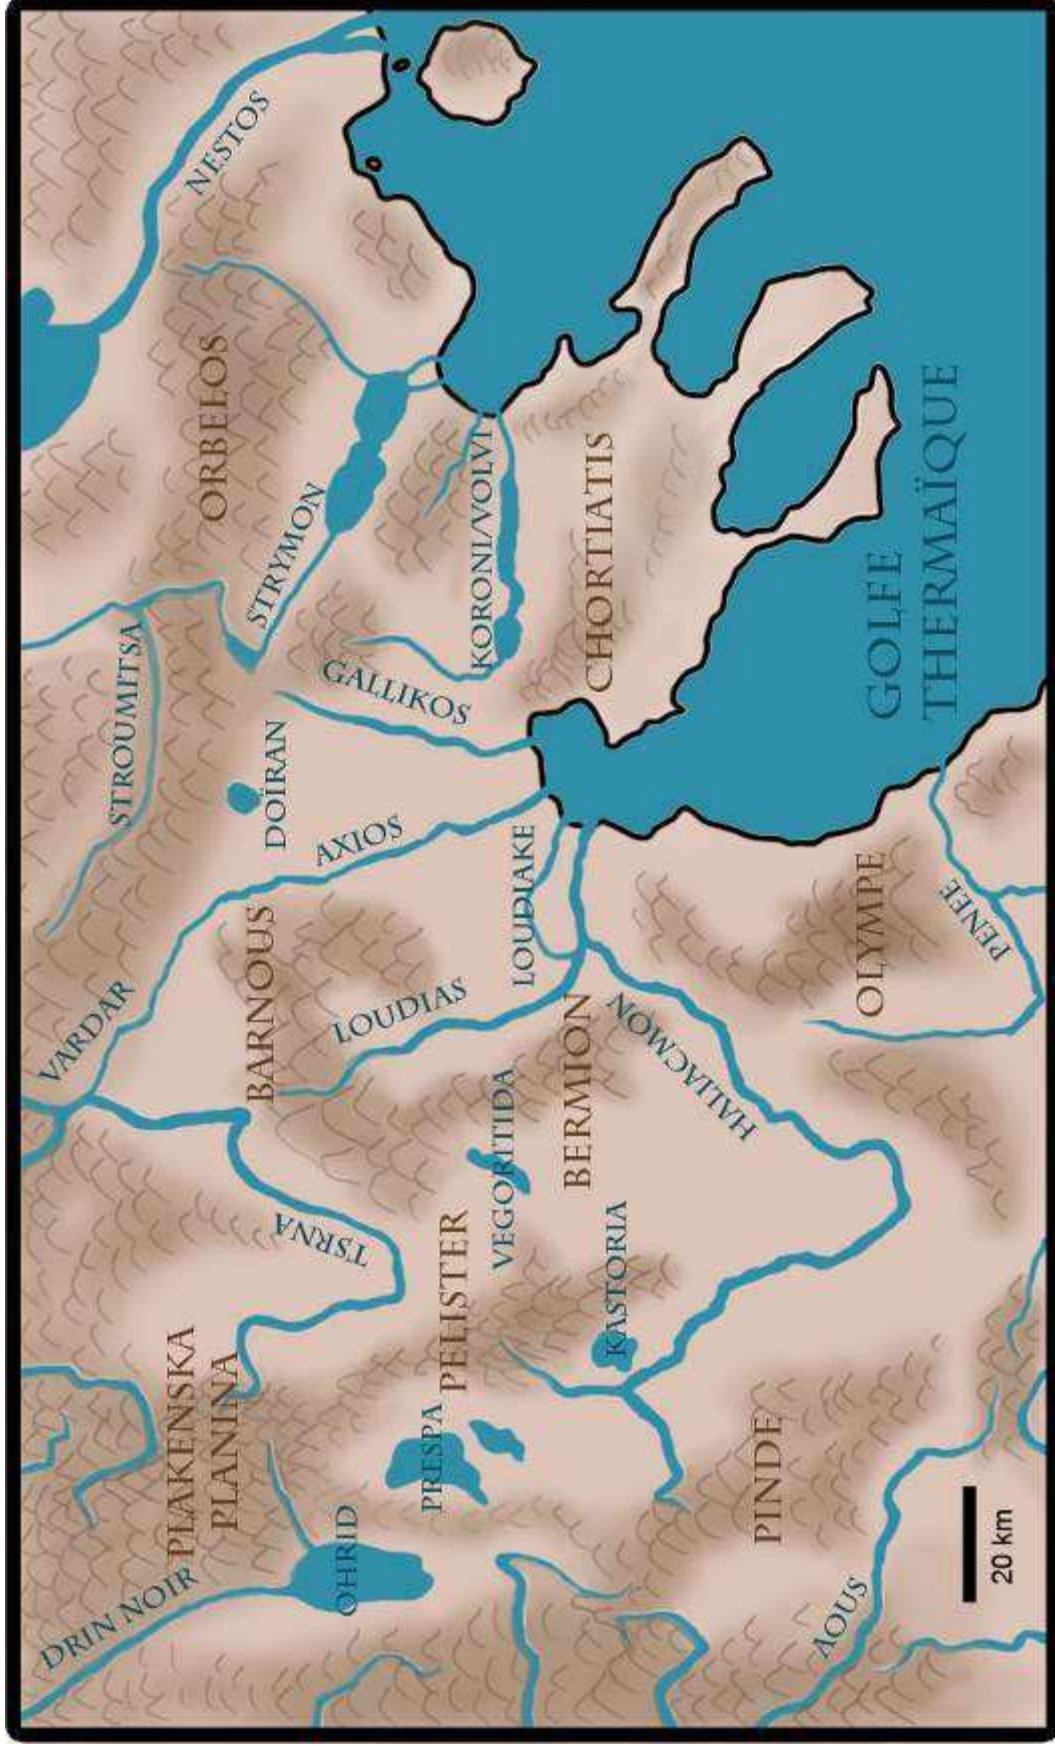 DRIN NOIR
PLAKENSKA
PLANINA
OHRID
PRESPA
PELISTER
TSRNA
VARDAR
BARNOUS
LOUDIAS
VEGORITIDA
KASTORIA
BERMION
HALIACMON
LOUDIAKE
AXIOS
DOÏRAN
STROUMITSA
GALLIKOS
STRYMON
ORBELOS
NESTOS
KORONI/VOLVI
CHORTIATIS
GOLFE
THERMAÏQUE
OLYMPE
PENEE
PINDE
AOUS
20 km